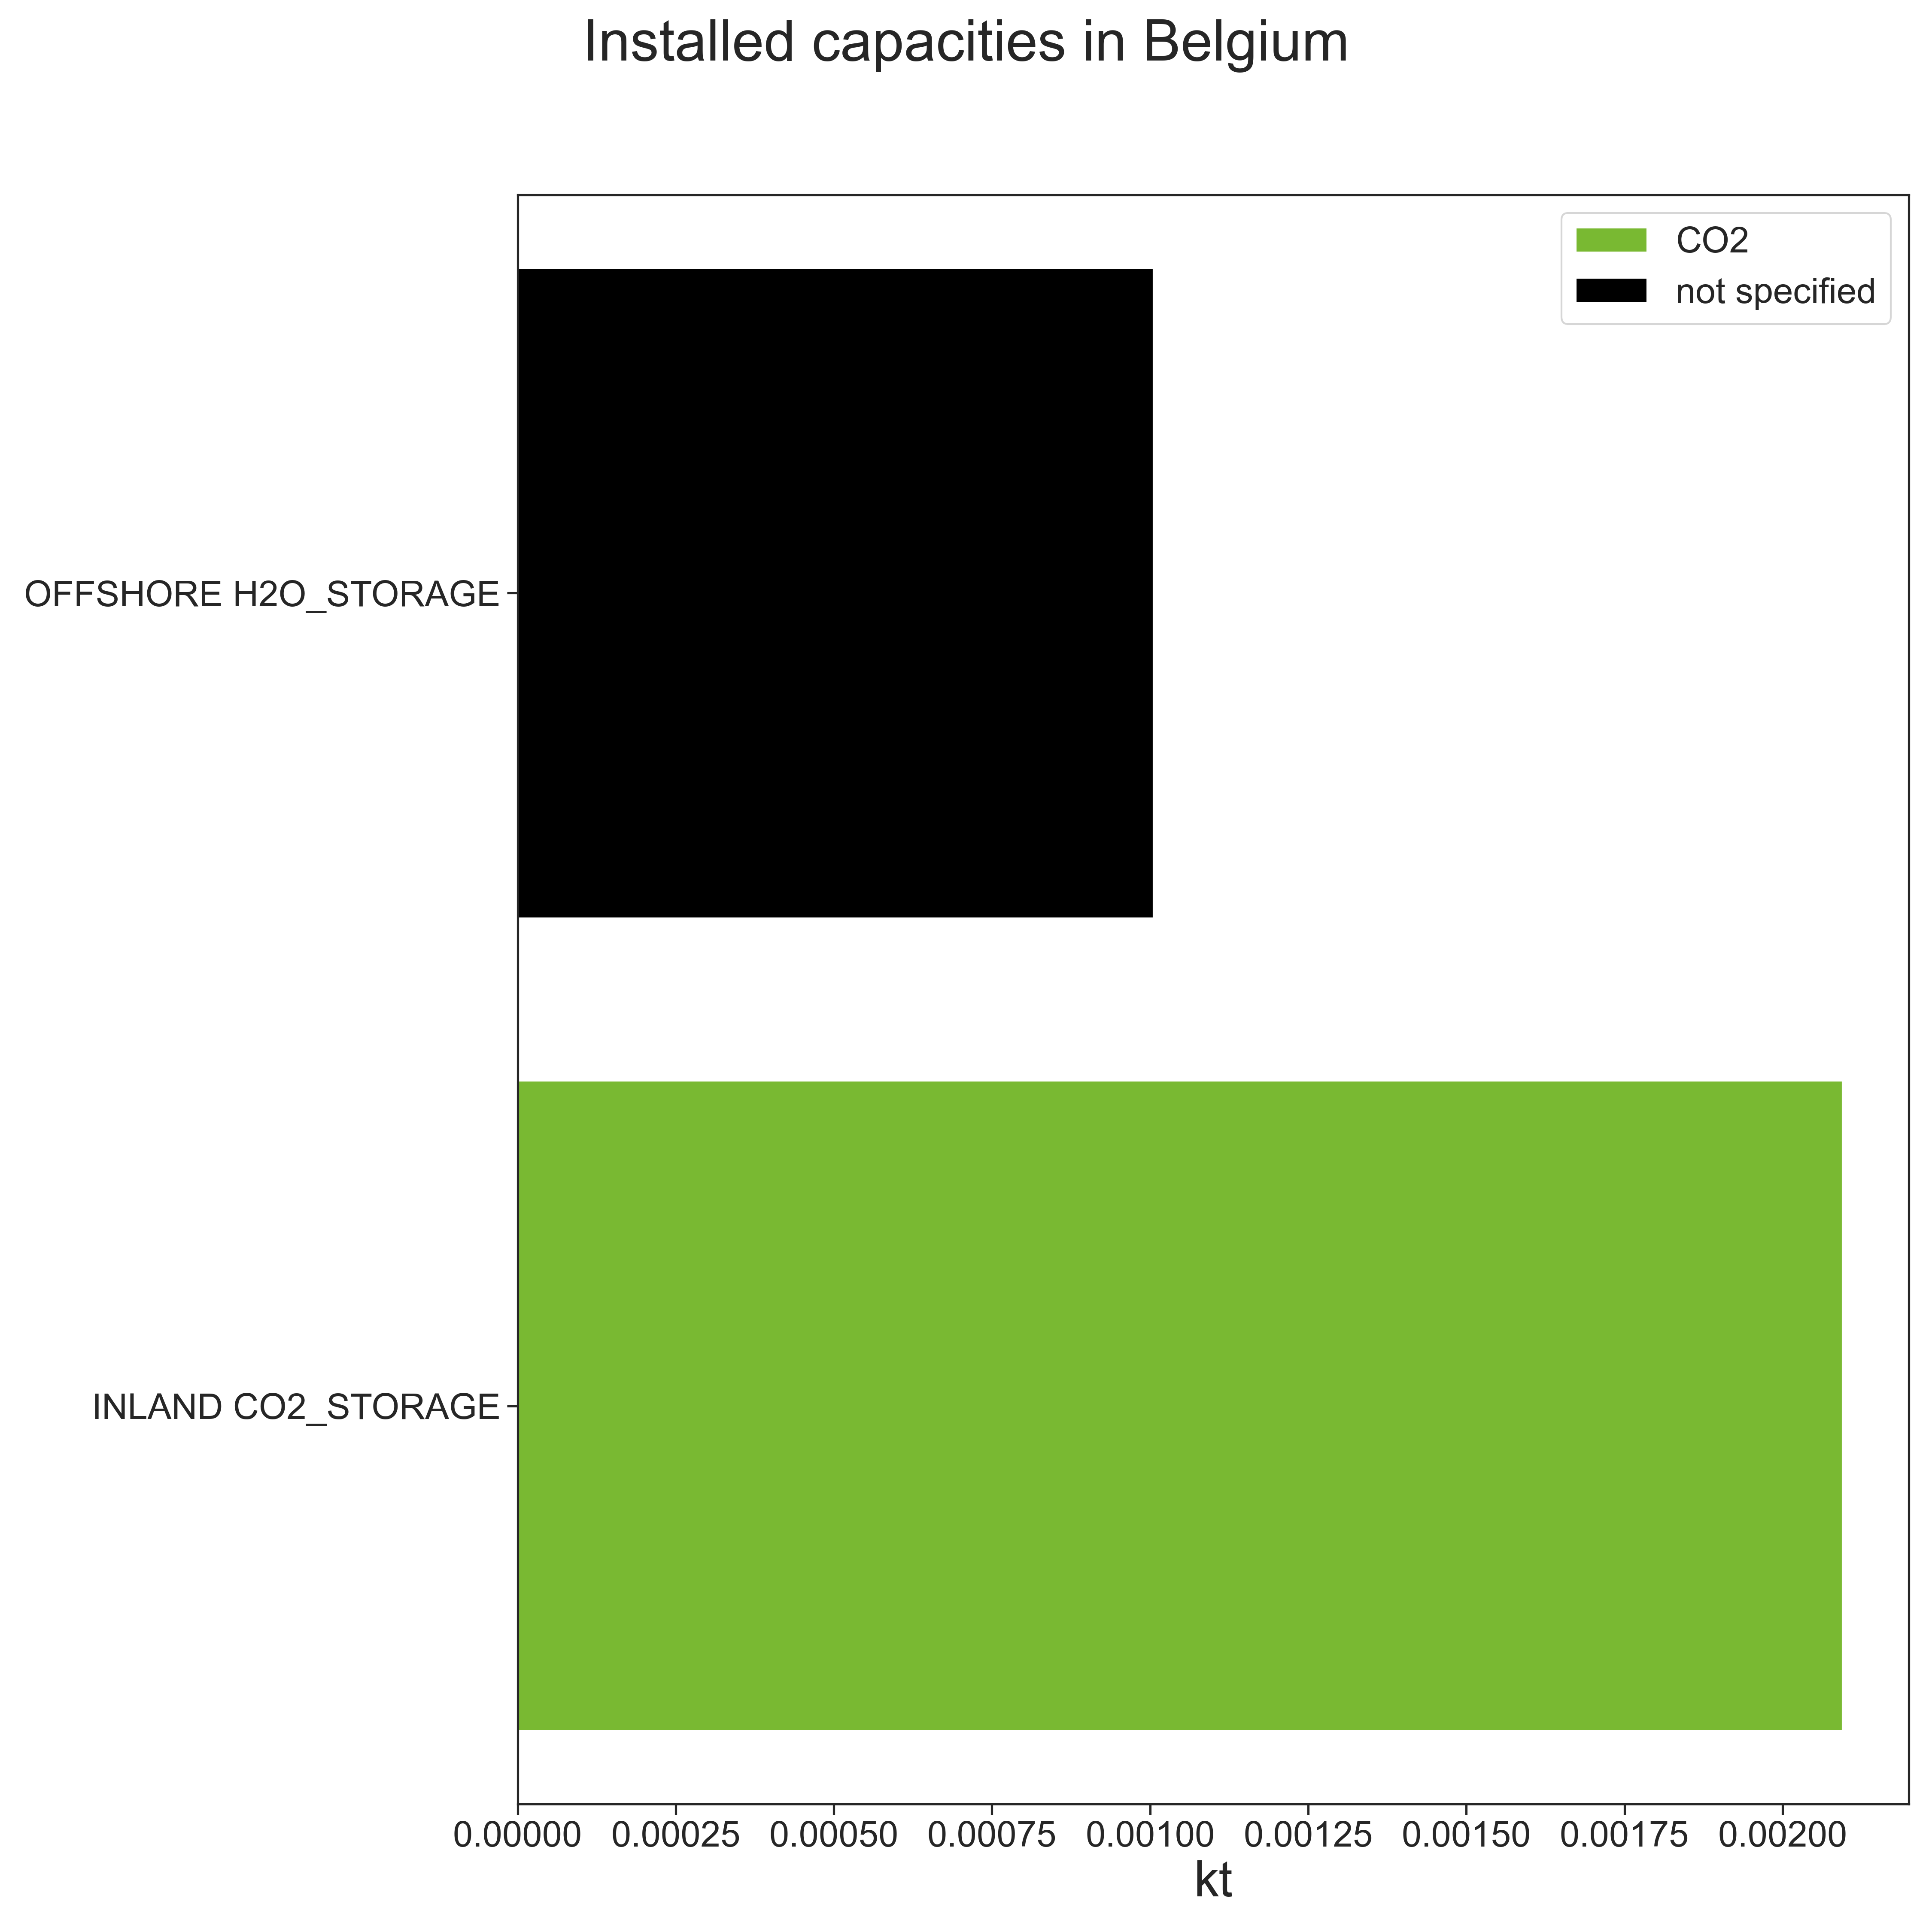 Installed capacities in Belgium
CO2
not specified
OFFSHORE H2O_STORAGE
INLAND CO2_STORAGE
0.00000 0.00025 0.00050 0.00075 0.00100 0.00125 0.00150 0.00175 0.00200
kt